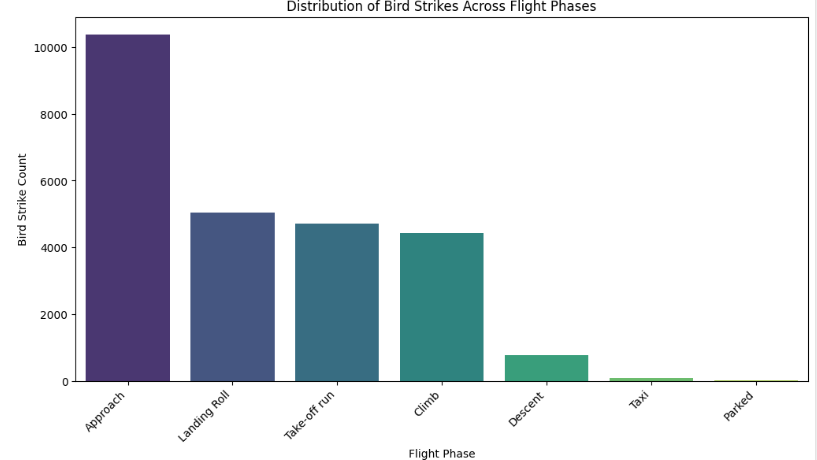 Distribution of Bird Strikes Across Flight Phases
10000
8000
6000
4000
2000
0
Bird Strike Count
Approach
Landing Roll
Take-off run
Climb
Descent
Taxi
Parked
Flight Phase